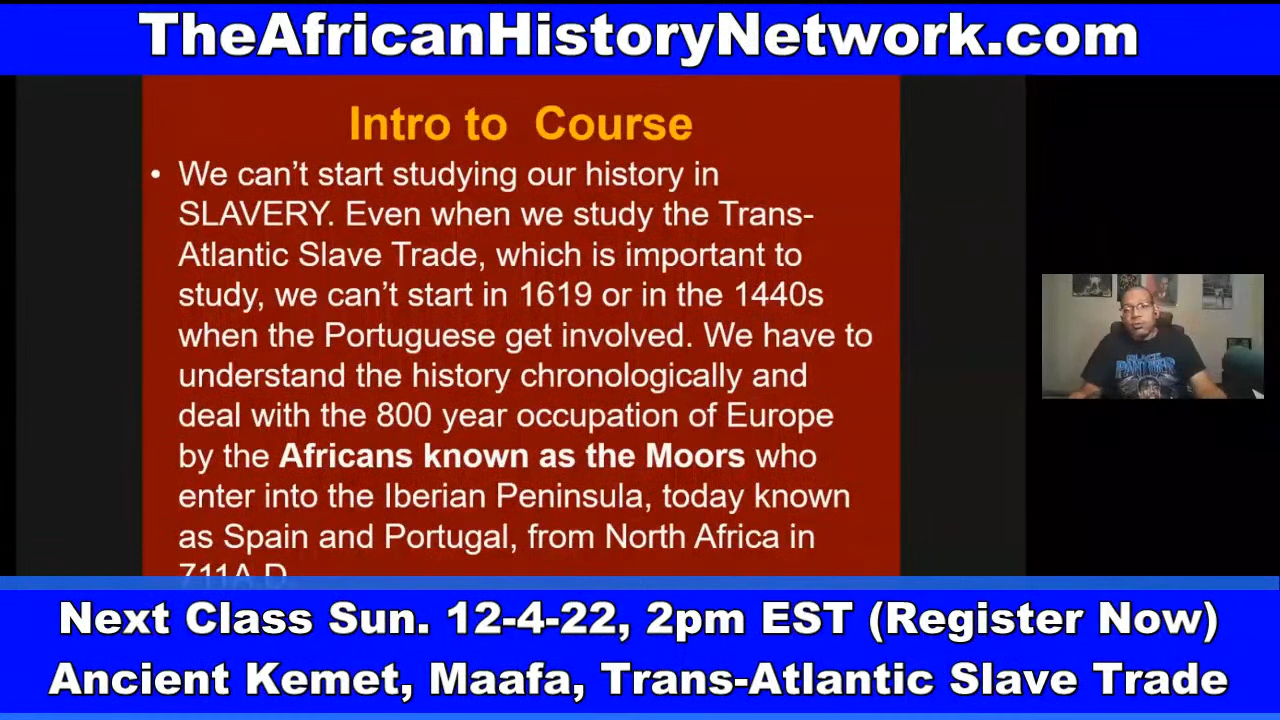 TheAfricanHistoryNetwork.com
Intro to Course
• We can't start studying our history in
SLAVERY. Even when we study the Trans-
Atlantic Slave Trade, which is important to
study, we can't start in 1619 or in the 1440s
when the Portuguese get involved. We have to
understand the history chronologically and
deal with the 800 year occupation of Europe
by the Africans known as the Moors who
enter into the Iberian Peninsula, today known
as Spain and Portugal, from North Africa in
711A.D.
BLACK
PANTHER
Next Class Sun. 12-4-22, 2pm EST (Register Now)
Ancient Kemet, Maafa, Trans-Atlantic Slave Trade